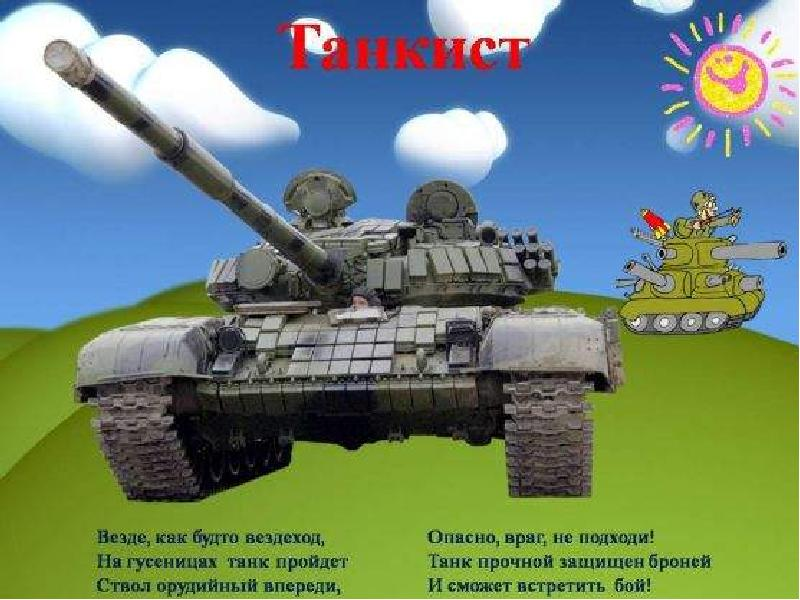 Танкист
Везде, как будто вездеход,
На гусеницах танк пройдет
Ствол орудийный впереди,
Опасно, враг, не подходи!
Танк прочной защищен броней
И сможет встретить бой!